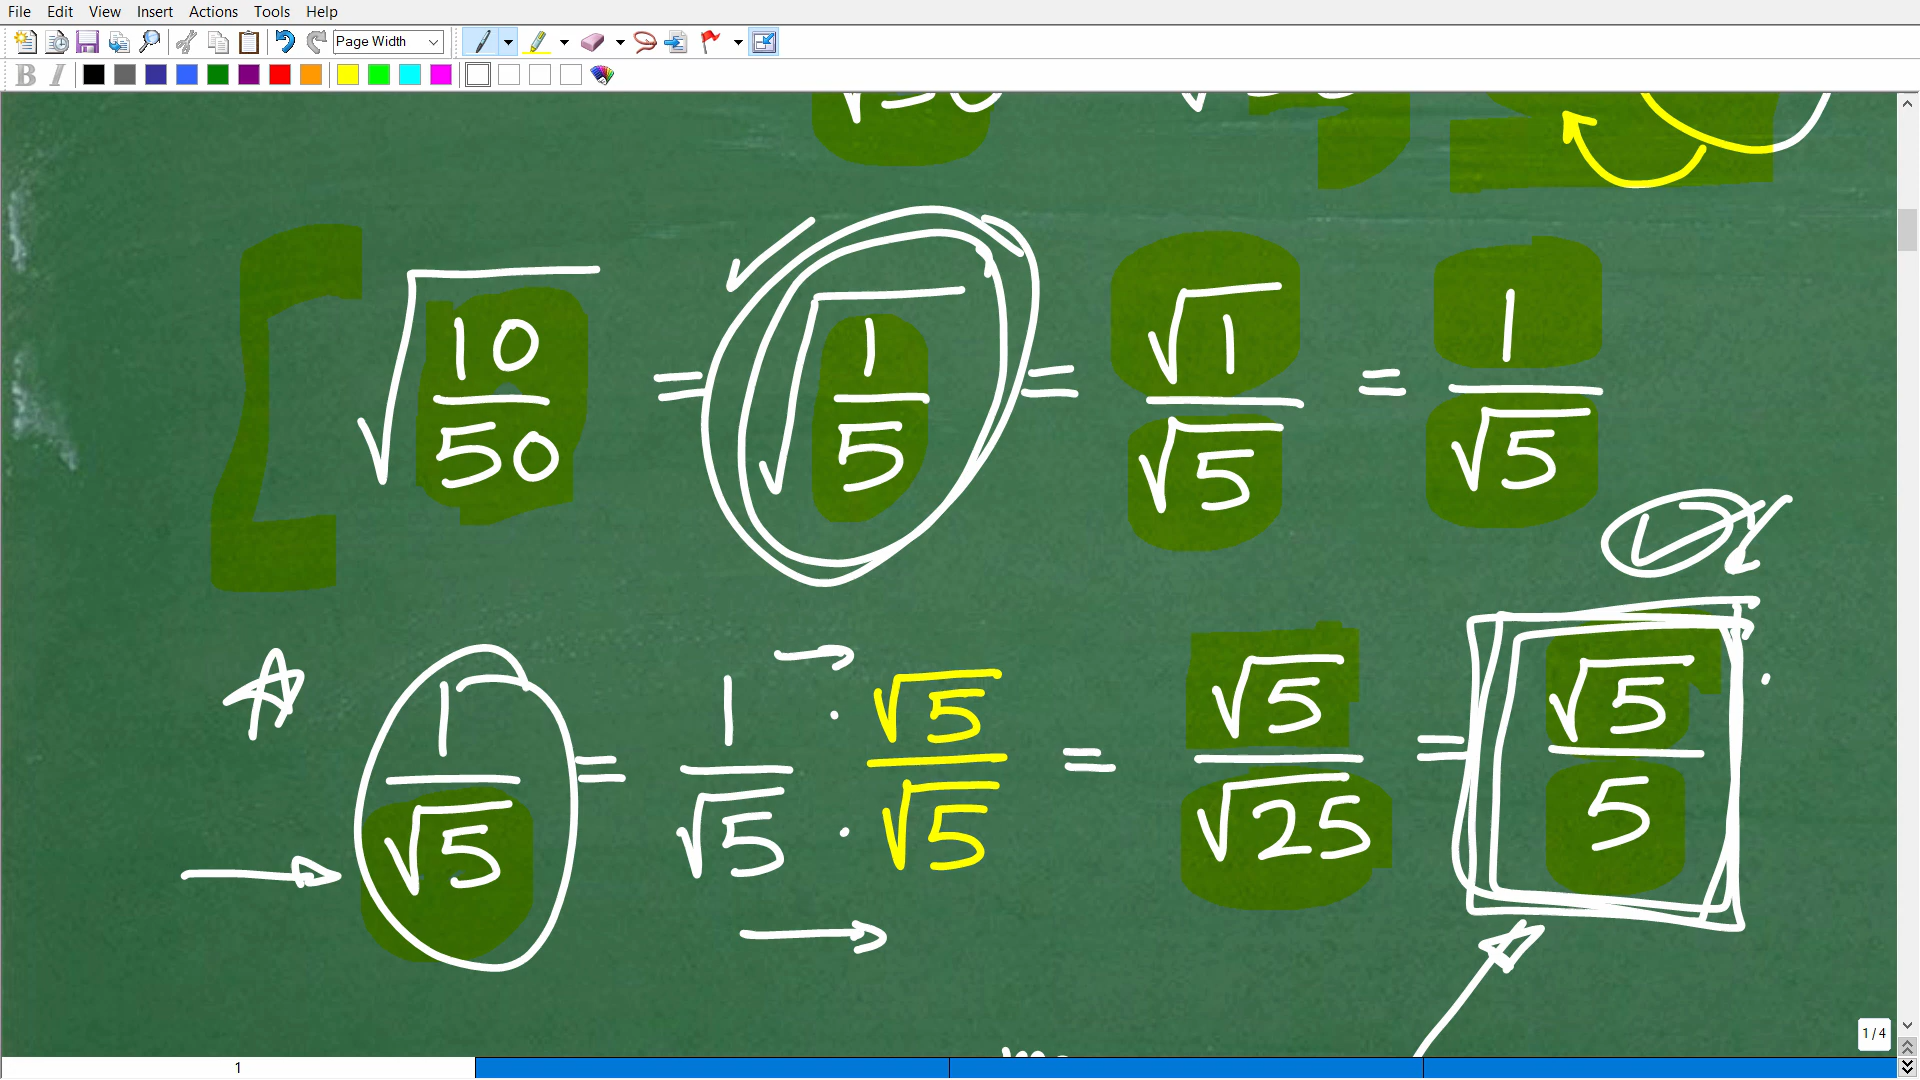 File Edit View Insert Actions Tools Help
Page Width
B I
√10/50 = √1/5 = √1/√5 = 1/√5
1/√5 = 1/√5 · √5/√5 = √5/√25 = √5/5
1 / 4
1